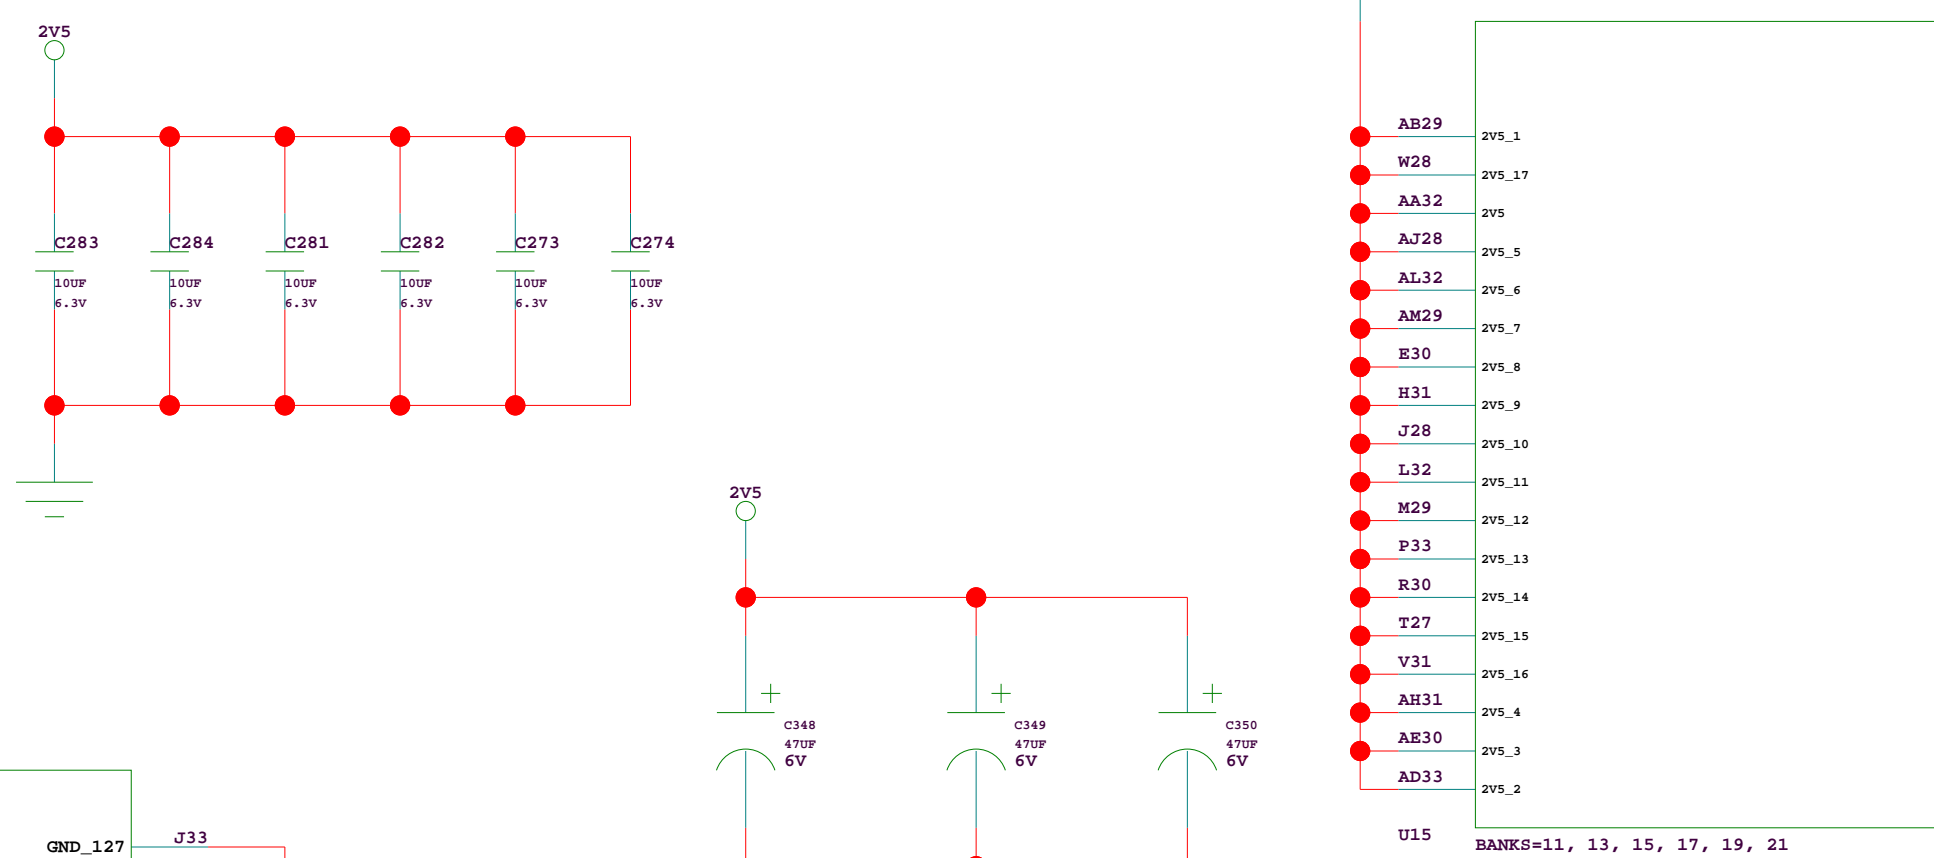 2V5
C283 C284 C281 C282 C273 C274
10UF 10UF 10UF 10UF 10UF 10UF
6.3V 6.3V 6.3V 6.3V 6.3V 6.3V
2V5
C348 C349 C350
47UF 47UF 47UF
6V 6V 6V
GND_127 J33
AB29 2V5_1
W28 2V5_17
AA32 2V5
AJ28 2V5_5
AL32 2V5_6
AM29 2V5_7
E30 2V5_8
H31 2V5_9
J28 2V5_10
L32 2V5_11
M29 2V5_12
P33 2V5_13
R30 2V5_14
T27 2V5_15
V31 2V5_16
AH31 2V5_4
AE30 2V5_3
AD33 2V5_2
U15
BANKS=11, 13, 15, 17, 19, 21